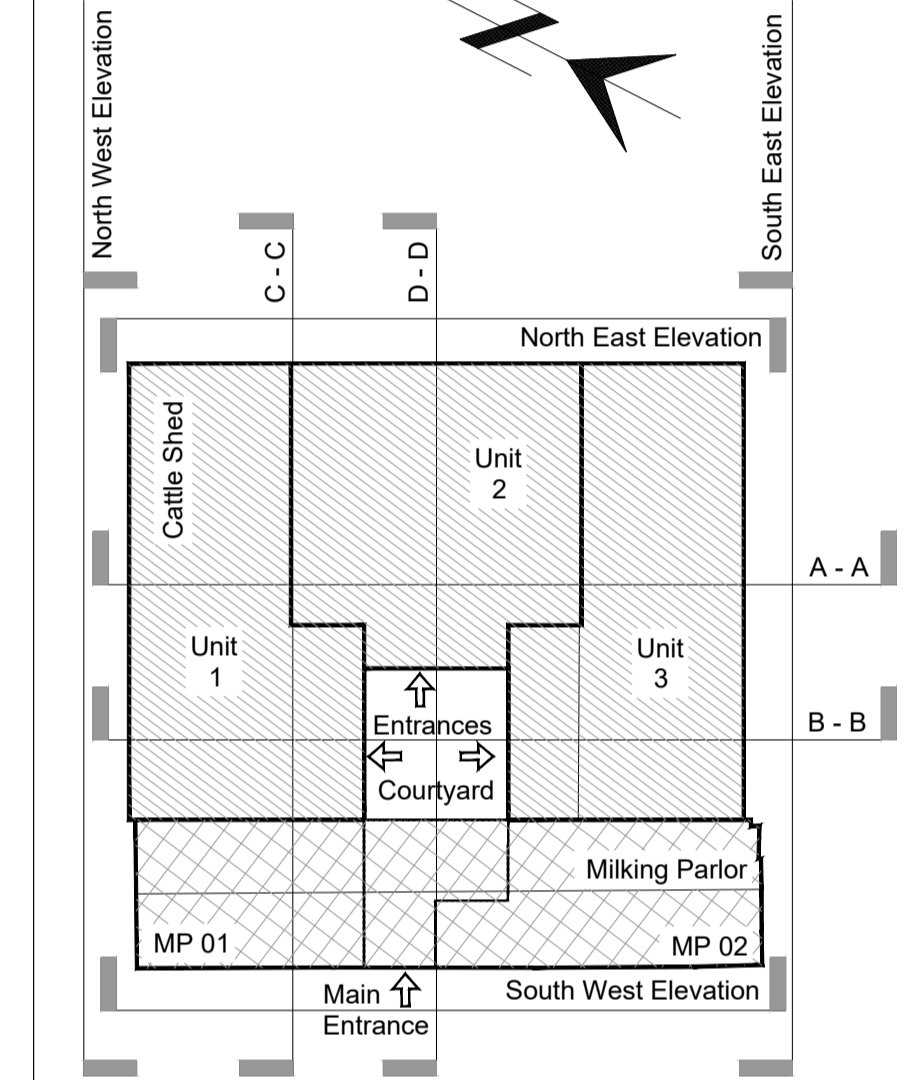 North West Elevation
South East Elevation
C - C
D - D
North East Elevation
Cattle Shed
Unit
2
A - A
Unit
1
Unit
3
B - B
Entrances
Courtyard
Milking Parlor
MP 01
MP 02
Main
Entrance
South West Elevation